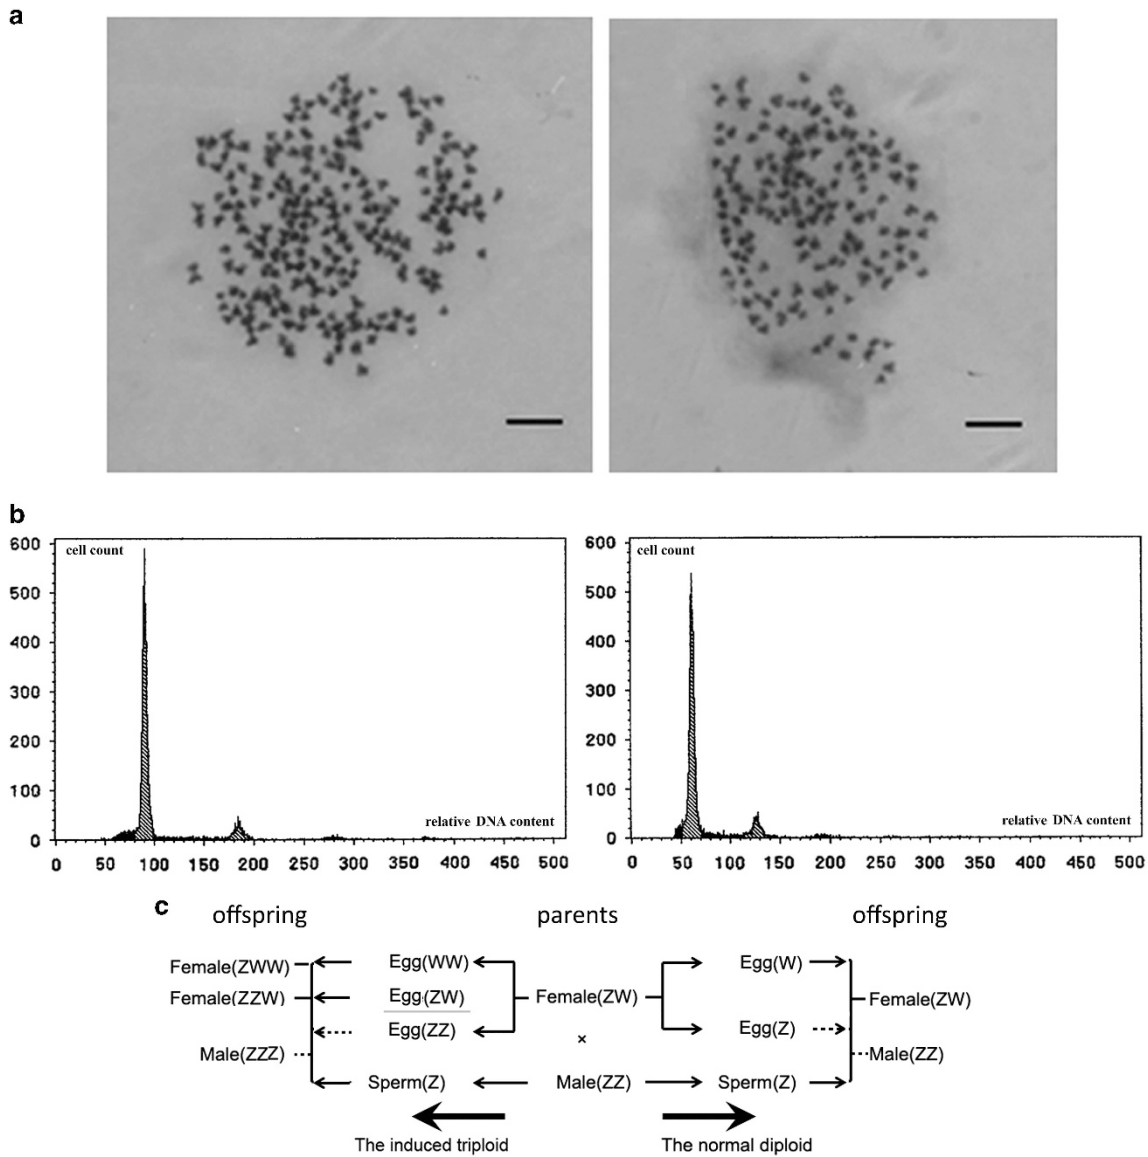 a
b
600
cell count
500
400
300
200
100
relative DNA content
0
0 50 100 150 200 250 300 350 400 450 500
600
cell count
500
400
300
200
100
relative DNA content
0
0 50 100 150 200 250 300 350 400 450 500
c
offspring parents offspring
Female(ZWW) Egg(WW) Egg(W)
Female(ZZW) Egg(ZW) Female(ZW) Female(ZW)
Egg(ZZ) × Egg(Z)
Male(ZZZ) Male(ZZ)
Sperm(Z) Male(ZZ) Sperm(Z)
The induced triploid The normal diploid